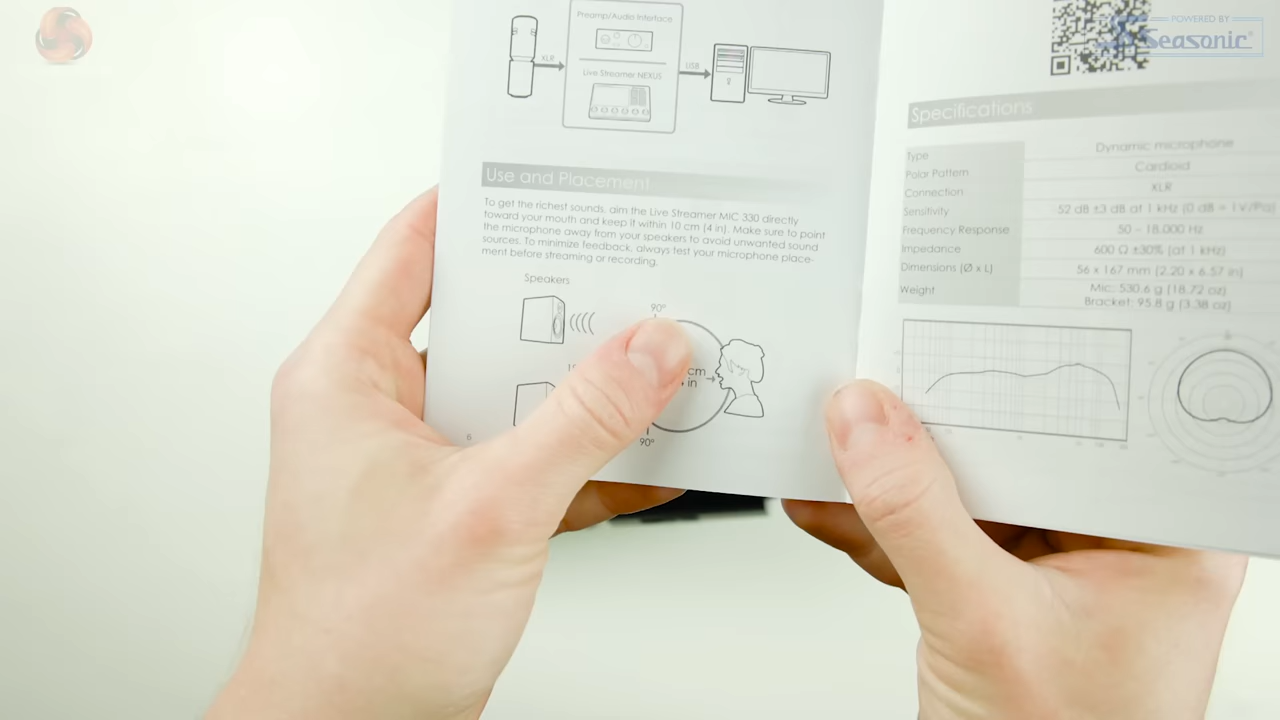 Preamp/Audio Interface
XLR
USB
Live Streamer NEXUS
Use and Placement
To get the richest sounds, aim the Live Streamer MIC 330 directly
toward your mouth and keep it within 10 cm (4 in). Make sure to point
the microphone away from your speakers to avoid unwanted sound
sources. To minimize feedback, always test your microphone place-
ment before streaming or recording.
Speakers
90°
cm
in
90°
6
POWERED BY
Seasonic
Specifications
Type Dynamic microphone
Polar Pattern Cardioid
Connection XLR
Sensitivity 52 dB ±3 dB at 1 kHz (0 dB = 1V/Pa)
Frequency Response 50 – 18,000 Hz
Impedance 600 Ω ±30% (at 1 kHz)
Dimensions (Ø x L) 56 x 167 mm (2.20 x 6.57 in)
Weight Mic: 530.6 g (18.72 oz)
Bracket: 95.8 g (3.38 oz)